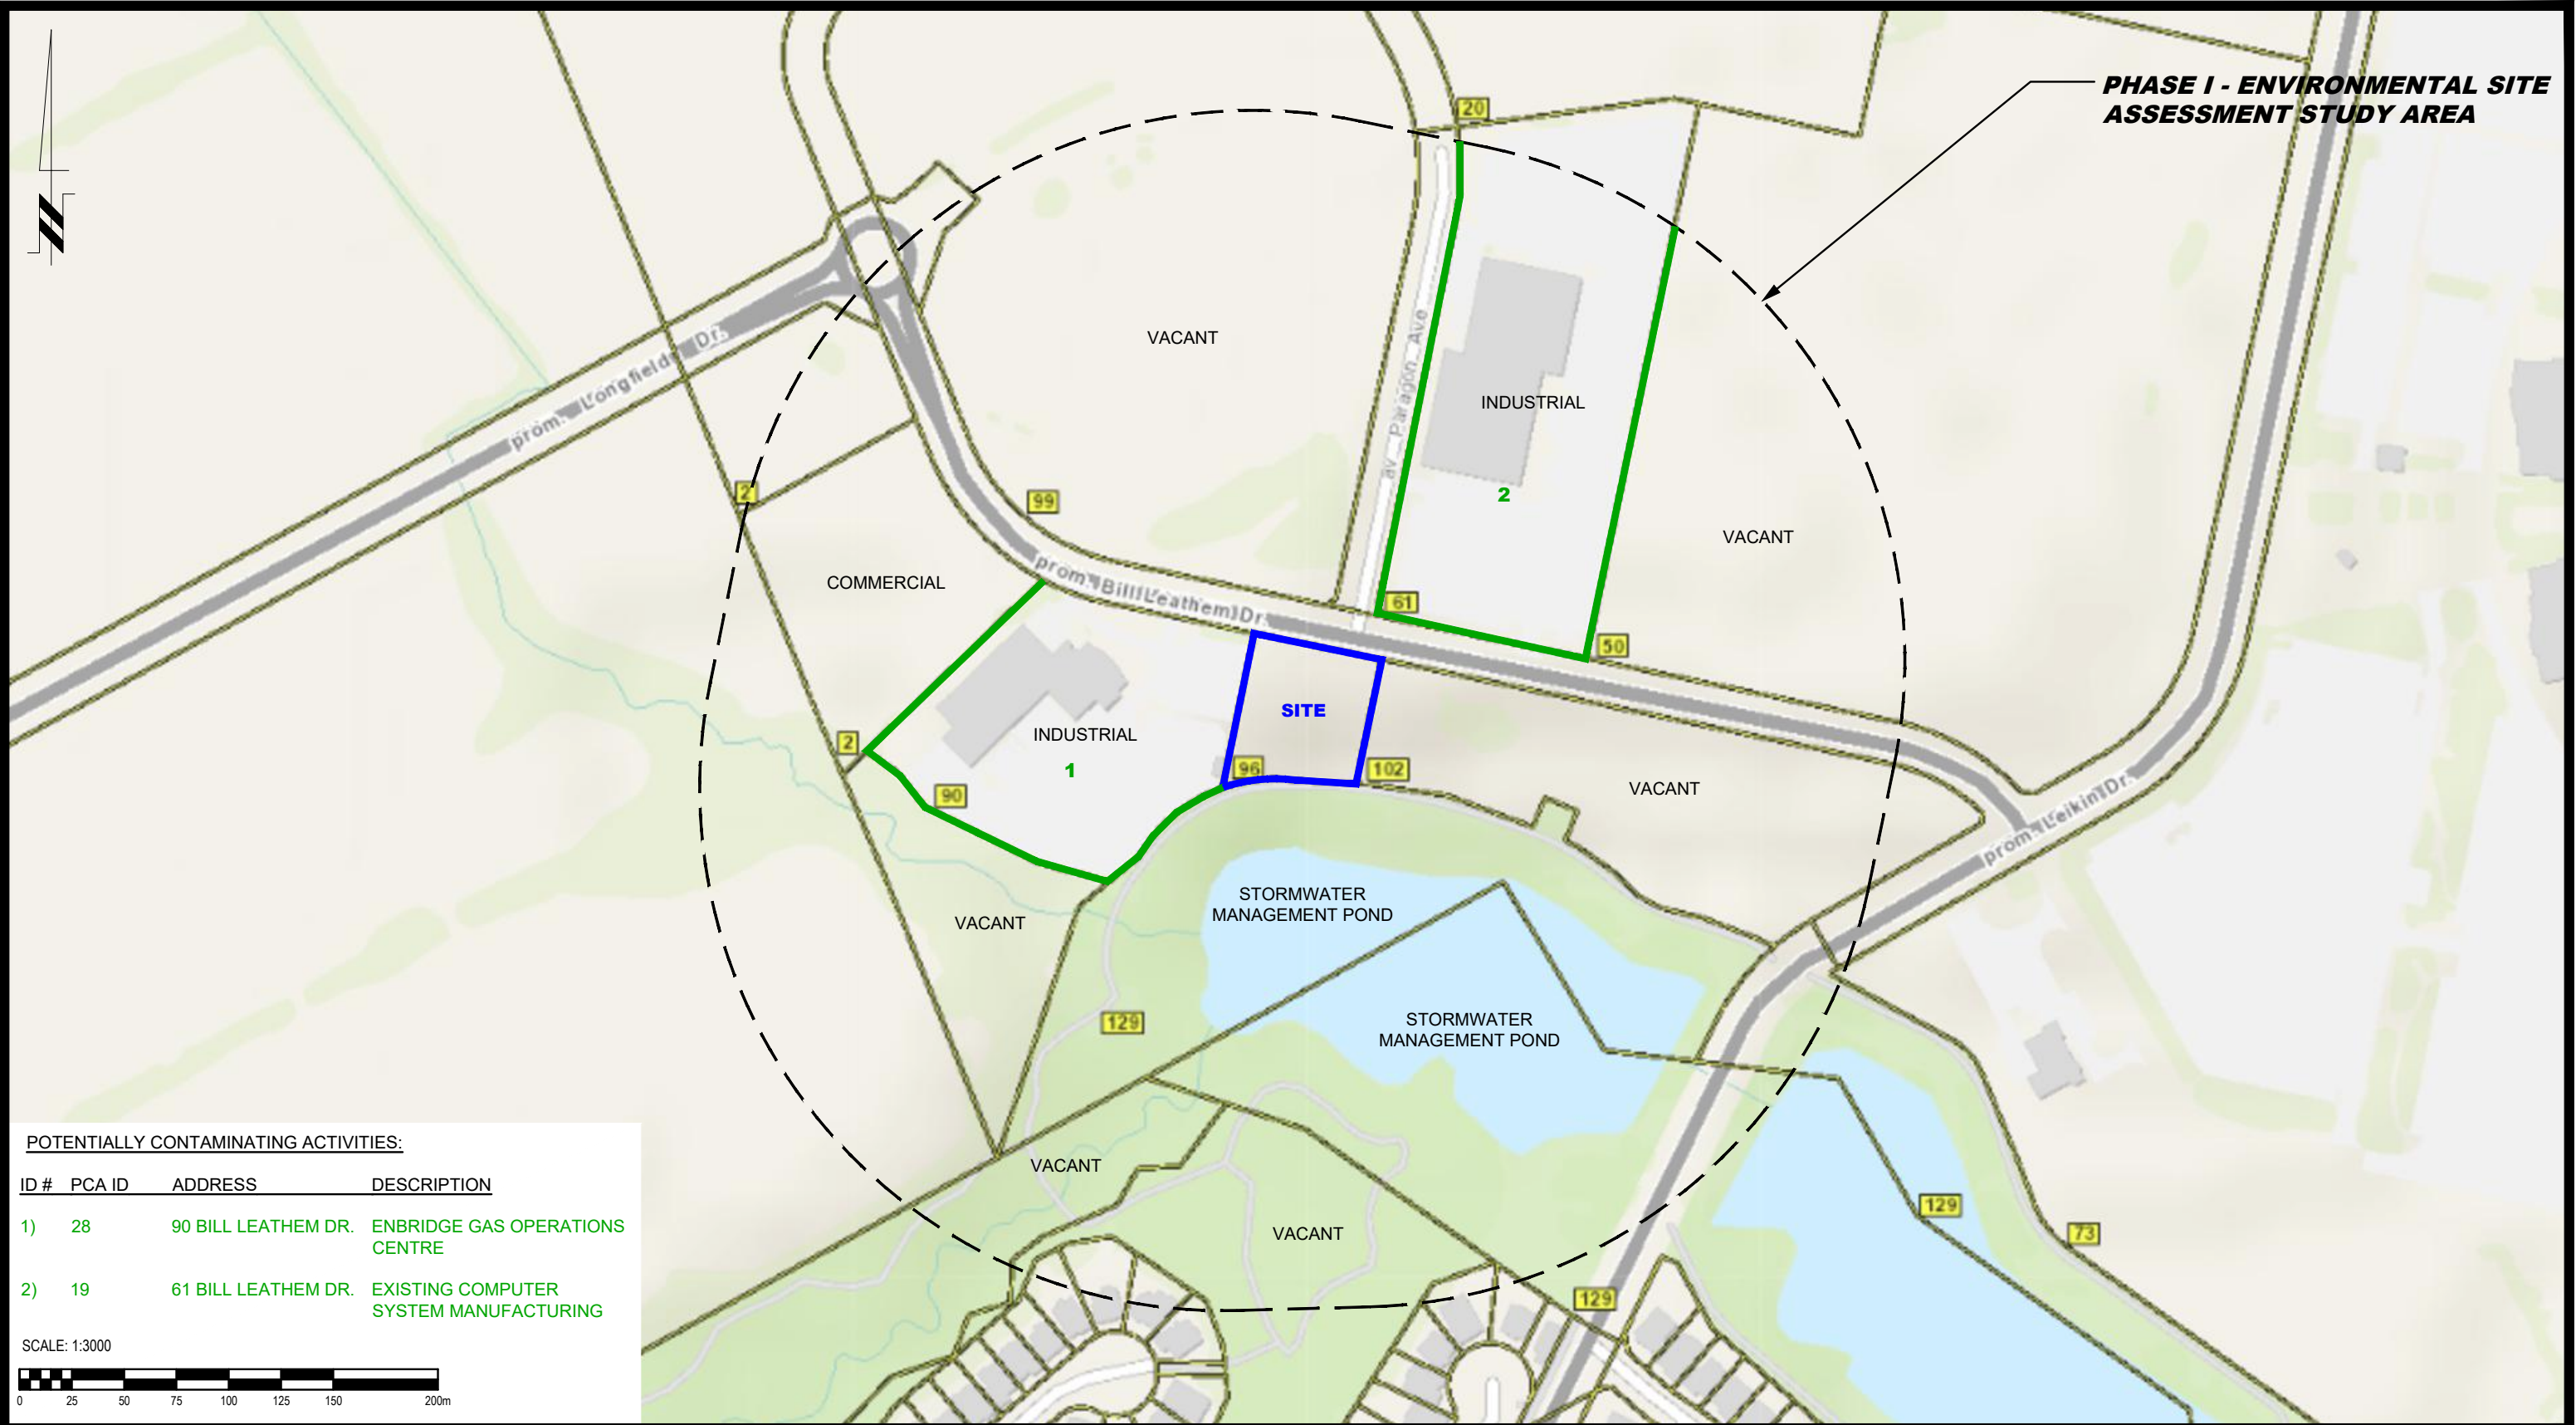 PHASE I - ENVIRONMENTAL SITE
ASSESSMENT STUDY AREA
N
20
VACANT
prom. Longfields Dr.
av. Paragon Ave
INDUSTRIAL
2
2
99
VACANT
COMMERCIAL
prom. Bill Leathem Dr.
61
50
SITE
2
INDUSTRIAL
1
96
102
90
VACANT
prom. Leikin Dr.
STORMWATER
MANAGEMENT POND
VACANT
129
STORMWATER
MANAGEMENT POND
VACANT
VACANT
129
73
129
POTENTIALLY CONTAMINATING ACTIVITIES:
ID # PCA ID ADDRESS DESCRIPTION
1) 28 90 BILL LEATHEM DR. ENBRIDGE GAS OPERATIONS
CENTRE
2) 19 61 BILL LEATHEM DR. EXISTING COMPUTER
SYSTEM MANUFACTURING
SCALE: 1:3000
0 25 50 75 100 125 150 200m